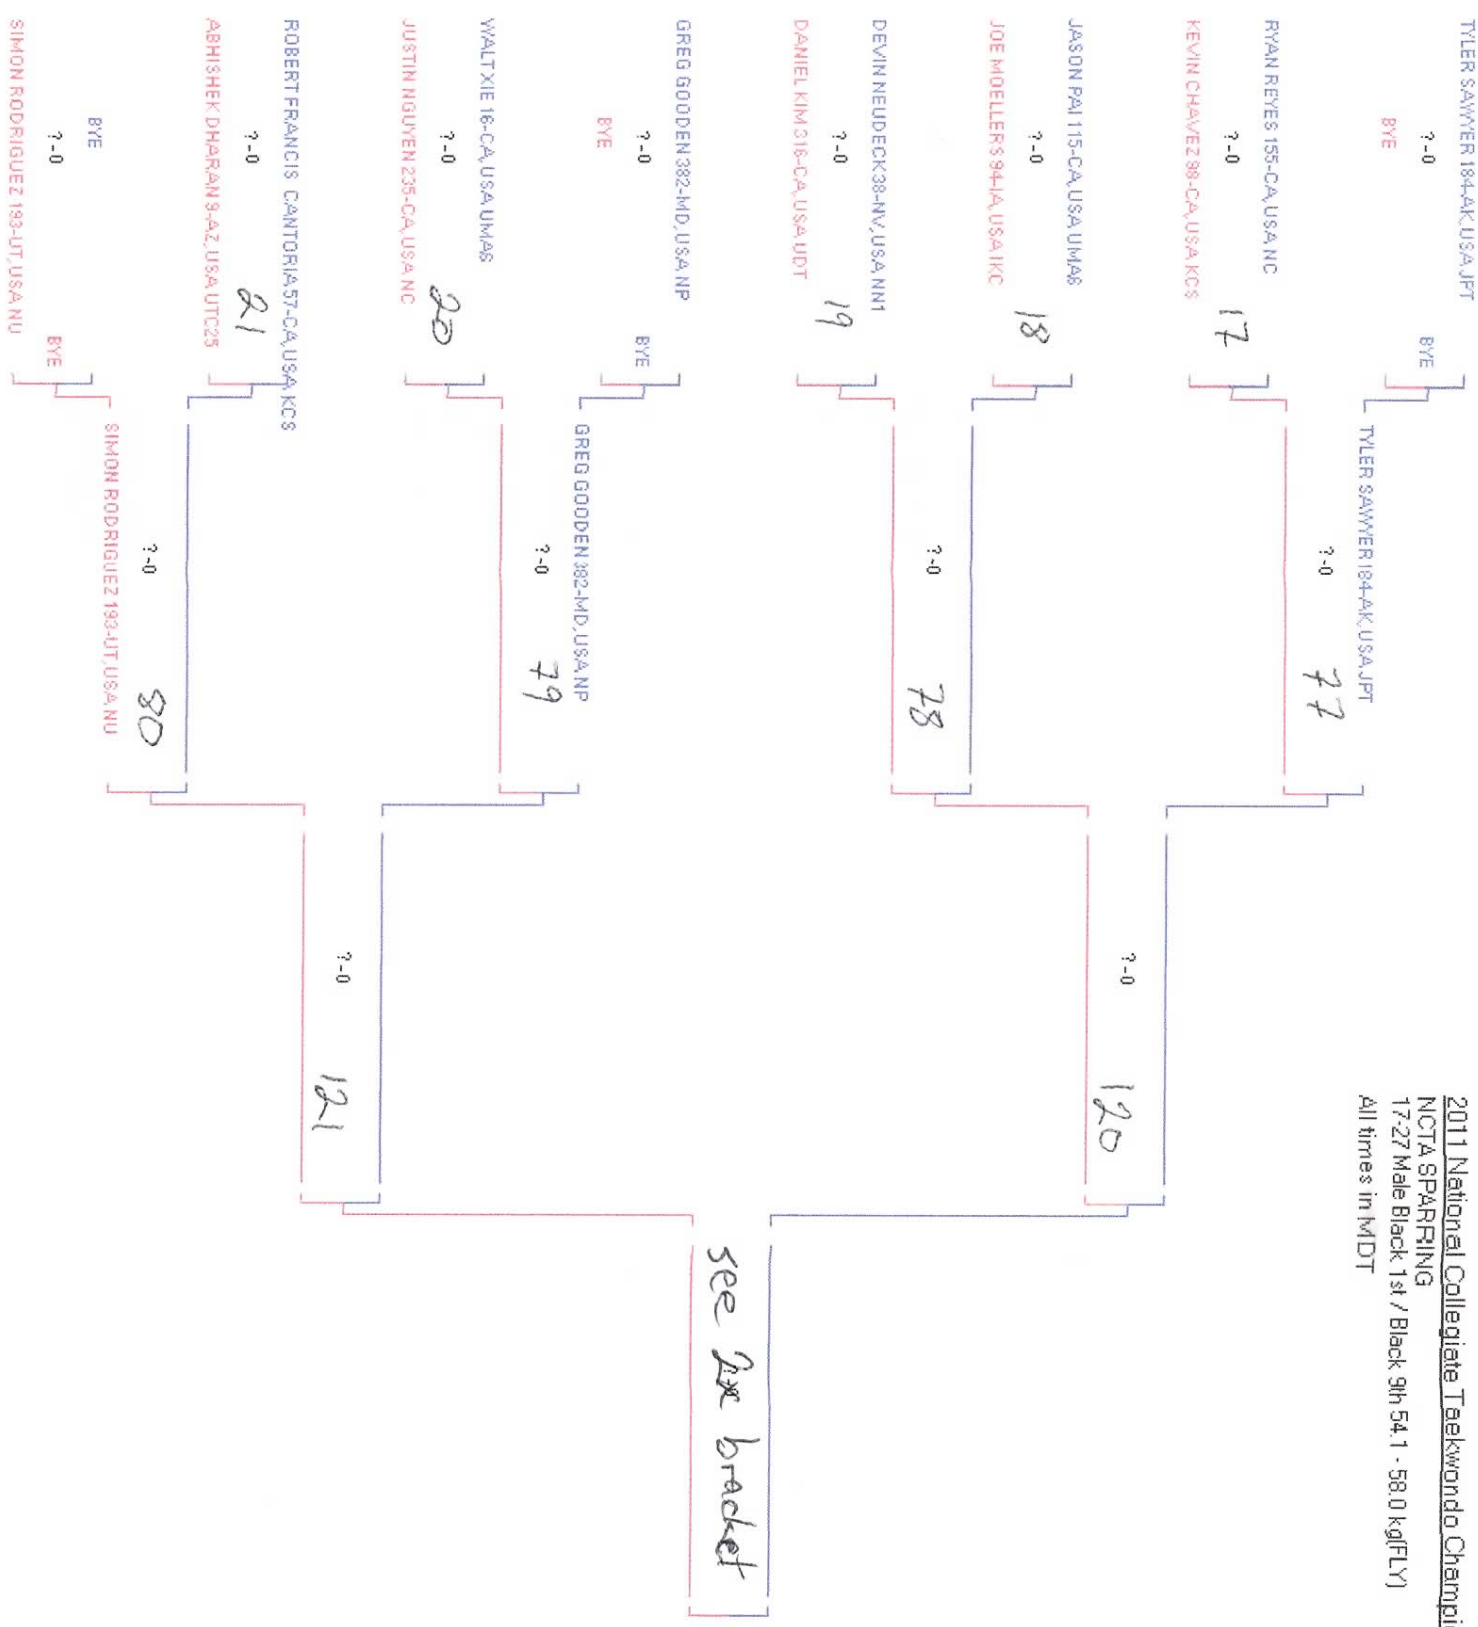 2011 National Collegiate Taekwondo Champi
NCTA SPARRING
17-27 Male Black 1st / Black 9th 54.1 - 58.0 kg(FLY)
All times in MDT
TYLER SAWYER 184-AK, USA, JPT
?-0
BYE
BYE
TYLER SAWYER 184-AK, USA, JPT
?-0
77
RYAN REYES 155-CA, USA, NC
?-0
17
KEVIN CHAVEZ 98-CA, USA, KCS
?-0
120
JASON PAI 115-CA, USA, UMA6
?-0
18
JOE MOELLERS 94-IA, USA, IKC
?-0
78
DEVIN NEUDECK 38-NV, USA, NN1
?-0
19
DANIEL KIM 316-CA, USA, UDT
see 2x bracket
GREG GOODEN 382-MD, USA, NP
?-0
BYE
BYE
GREG GOODEN 382-MD, USA, NP
?-0
79
WALT XIE 16-CA, USA, UMA6
?-0
20
JUSTIN NGUYEN 235-CA, USA, NC
?-0
121
ROBERT FRANCIS CANTORIA 57-CA, USA, KCS
?-0
21
ABHISHEK DHARAN 9-AZ, USA, UTC25
?-0
80
BYE
?-0
BYE
SIMON RODRIGUEZ 193-UT, USA, NU
SIMON RODRIGUEZ 193-UT, USA, NU